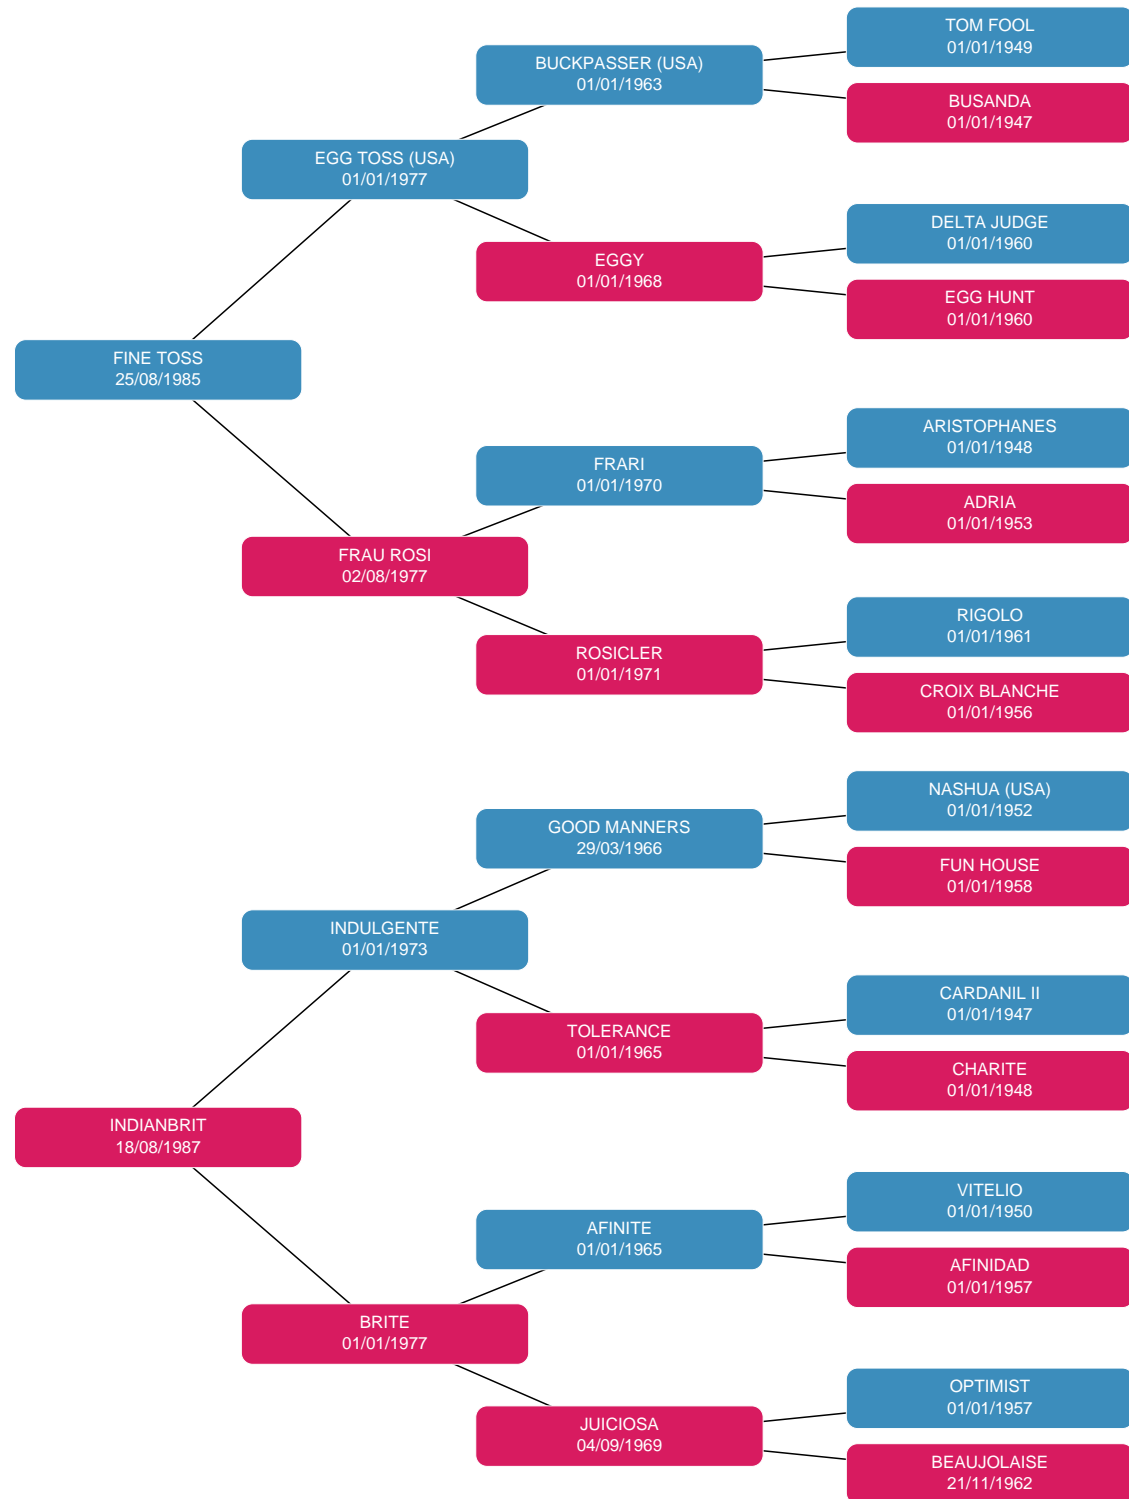 TOM FOOL
01/01/1949
BUCKPASSER (USA)
01/01/1963
BUSANDA
01/01/1947
EGG TOSS (USA)
01/01/1977
DELTA JUDGE
01/01/1960
EGGY
01/01/1968
EGG HUNT
01/01/1960
FINE TOSS
25/08/1985
ARISTOPHANES
01/01/1948
FRARI
01/01/1970
ADRIA
01/01/1953
FRAU ROSI
02/08/1977
RIGOLO
01/01/1961
ROSICLER
01/01/1971
CROIX BLANCHE
01/01/1956
NASHUA (USA)
01/01/1952
GOOD MANNERS
29/03/1966
FUN HOUSE
01/01/1958
INDULGENTE
01/01/1973
CARDANIL II
01/01/1947
TOLERANCE
01/01/1965
CHARITE
01/01/1948
INDIANBRIT
18/08/1987
VITELIO
01/01/1950
AFINITE
01/01/1965
AFINIDAD
01/01/1957
BRITE
01/01/1977
OPTIMIST
01/01/1957
JUICIOSA
04/09/1969
BEAUJOLAISE
21/11/1962